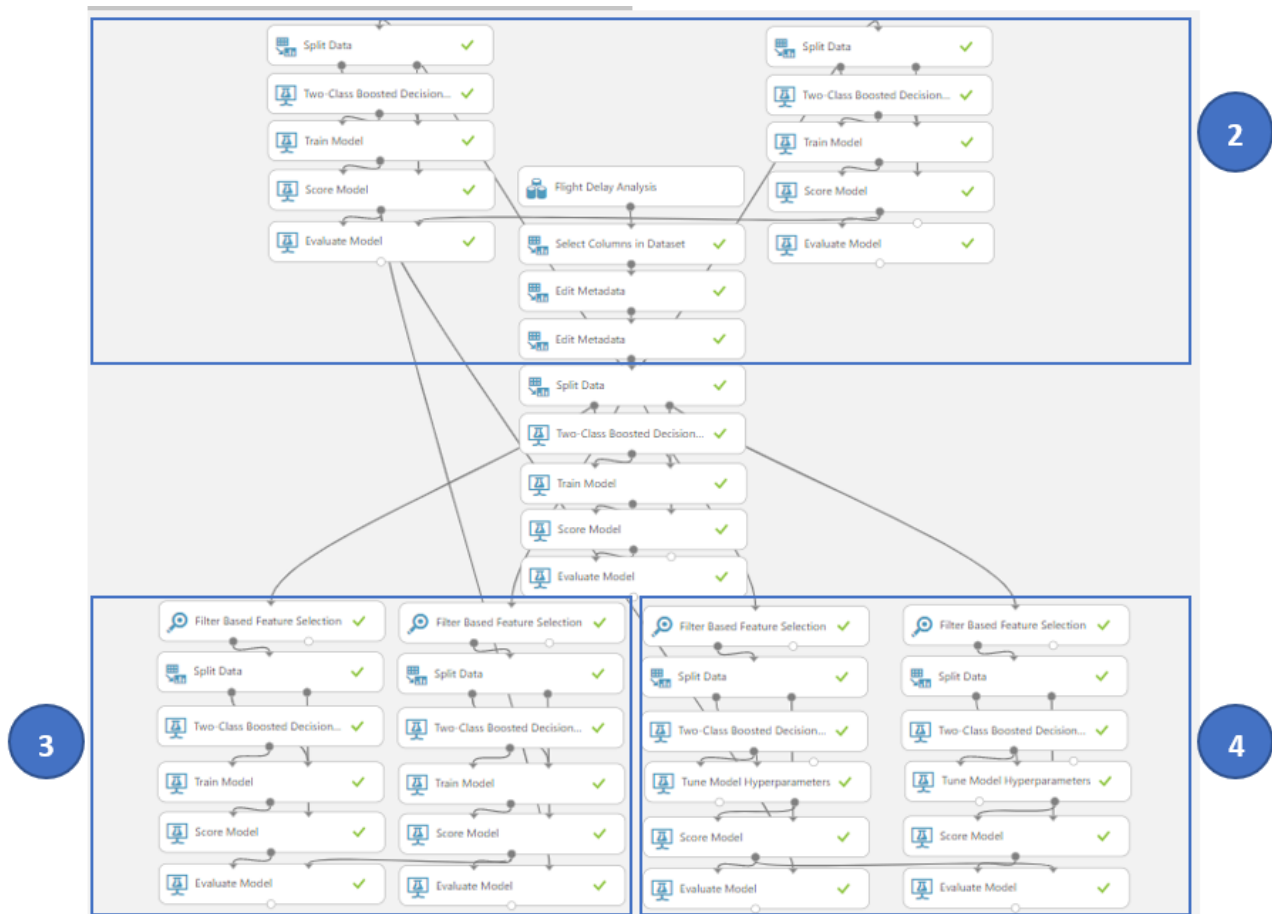 Split Data
Two-Class Boosted Decision...
Train Model
Score Model
Evaluate Model
Split Data
Two-Class Boosted Decision...
Train Model
Score Model
Evaluate Model
2
Flight Delay Analysis
Select Columns in Dataset
Edit Metadata
Edit Metadata
Split Data
Two-Class Boosted Decision...
Train Model
Score Model
Evaluate Model
3
Filter Based Feature Selection
Split Data
Two-Class Boosted Decision...
Train Model
Score Model
Evaluate Model
Filter Based Feature Selection
Split Data
Two-Class Boosted Decision...
Train Model
Score Model
Evaluate Model
Filter Based Feature Selection
Split Data
Two-Class Boosted Decision...
Tune Model Hyperparameters
Score Model
Evaluate Model
Filter Based Feature Selection
Split Data
Two-Class Boosted Decision...
Tune Model Hyperparameters
Score Model
Evaluate Model
4